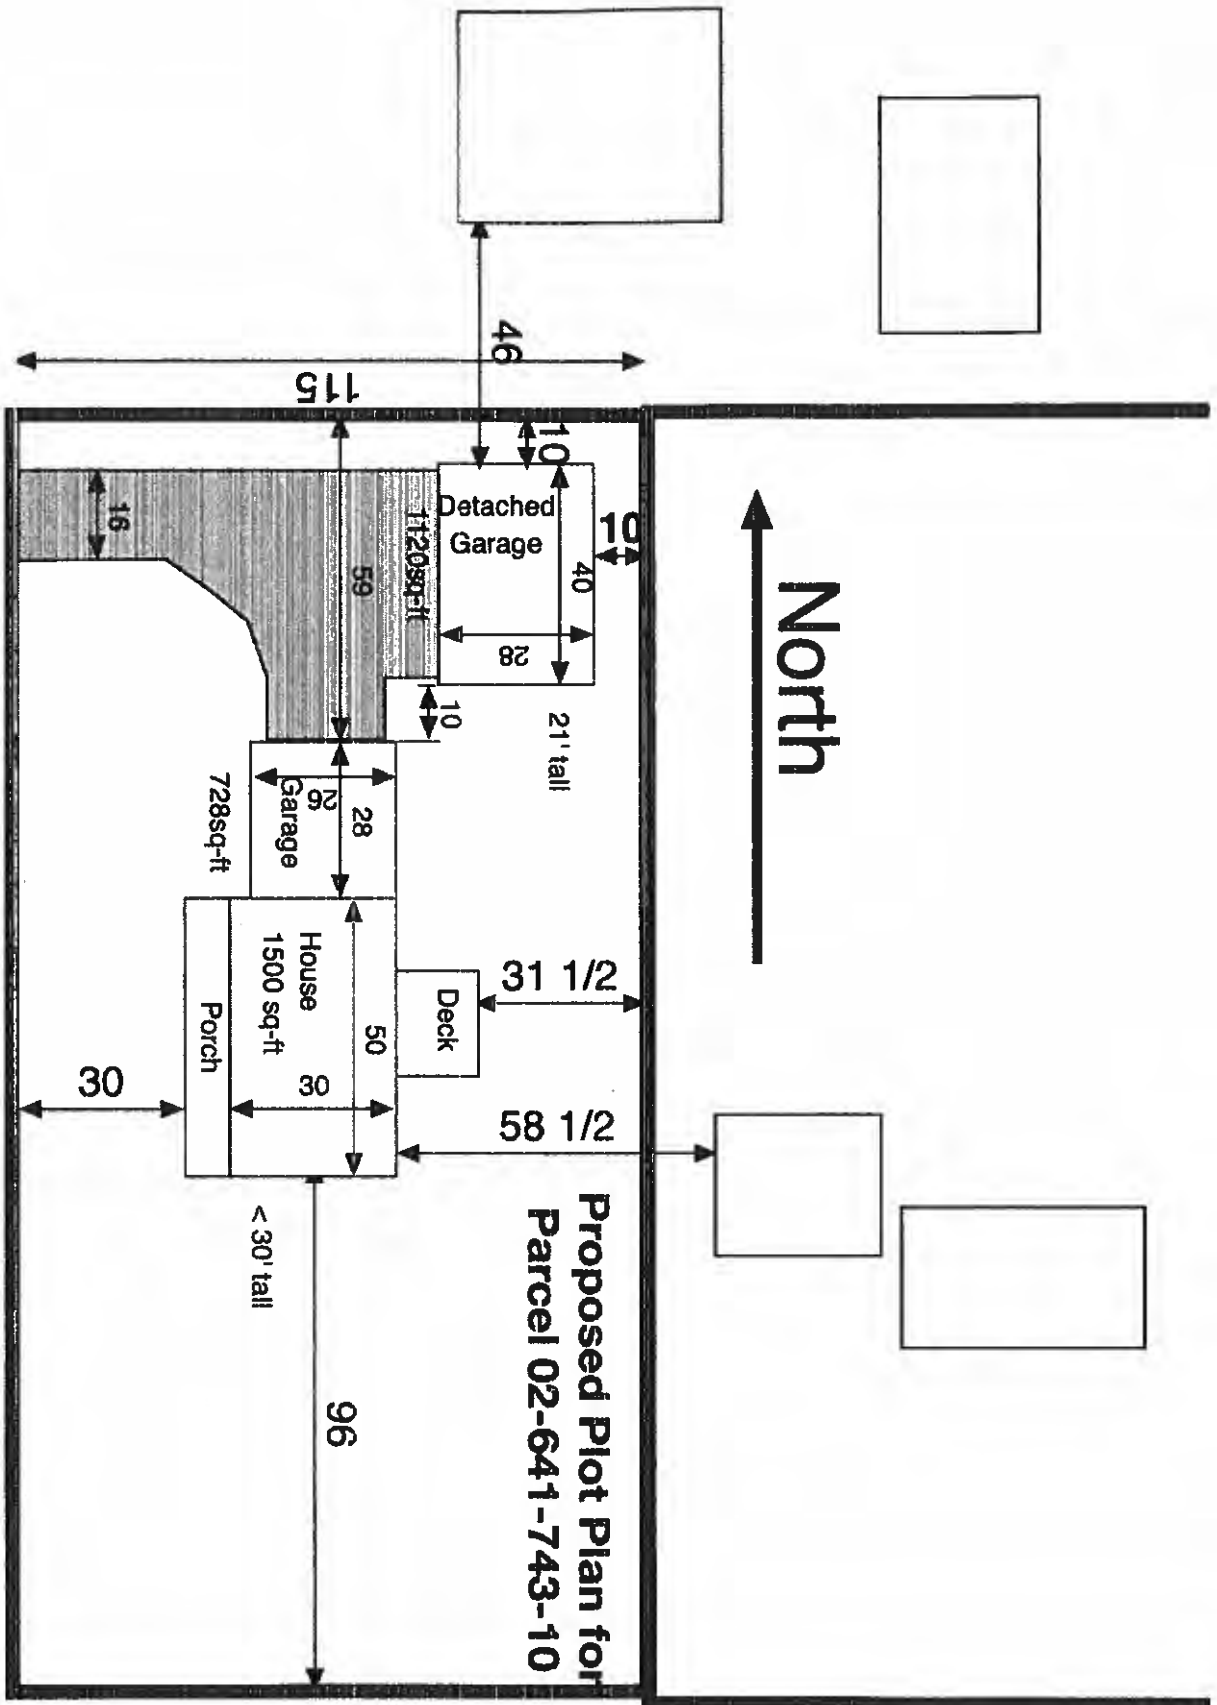 46
115
10
Detached
Garage
1120sq-ft
10
40
28
16
59
10
21' tall
North
26
Garage
28
728sq-ft
House
1500 sq-ft
50
30
Porch
Deck
31 1/2
30
58 1/2
< 30' tall
96
Proposed Plot Plan for
Parcel 02-641-743-10